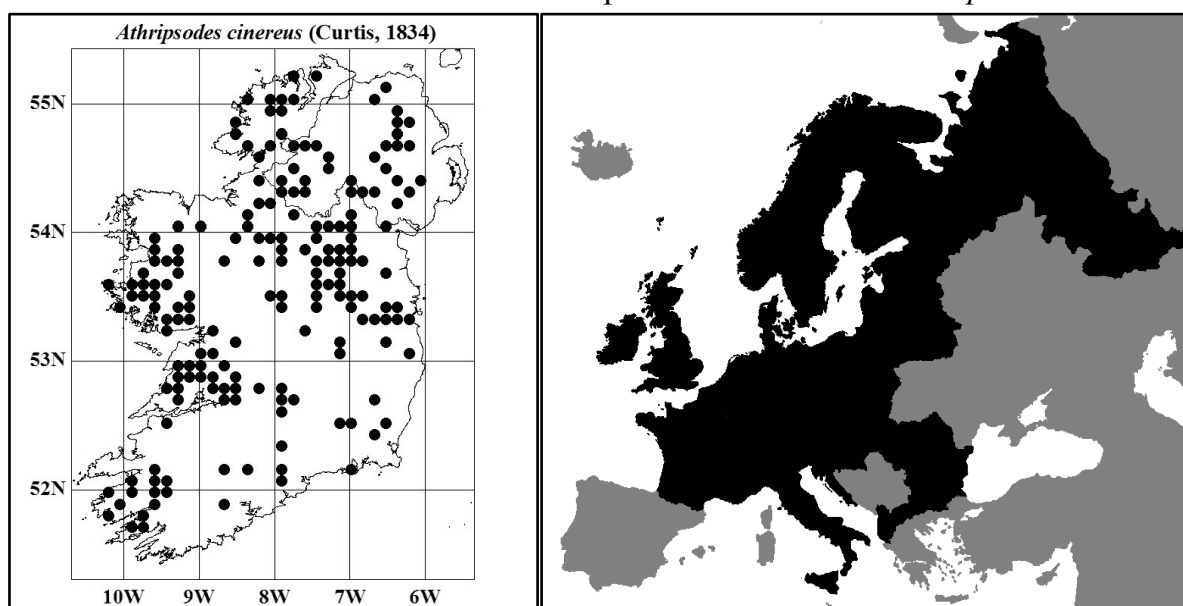 Athripsodes cinereus (Curtis, 1834)
55N
54N
53N
52N
10W 9W 8W 7W 6W